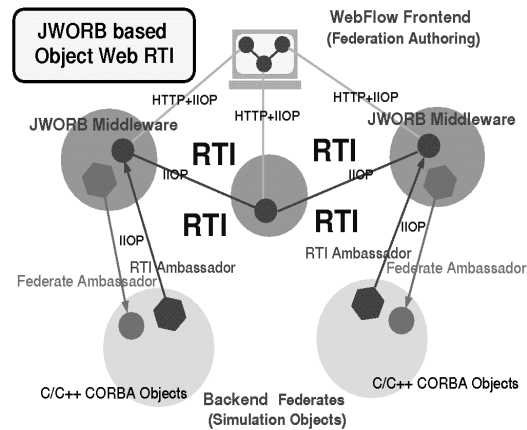 JWORB based
Object Web RTI
WebFlow Frontend
(Federation Authoring)
HTTP+IIOP
HTTP+IIOP
HTTP+IIOP
JWORB Middleware
JWORB Middleware
RTI
RTI
IIOP
IIOP
RTI
RTI
IIOP
IIOP
RTI Ambassador
RTI Ambassador
Federate Ambassador
Federate Ambassador
C/C++ CORBA Objects
C/C++ CORBA Objects
Backend Federates
(Simulation Objects)